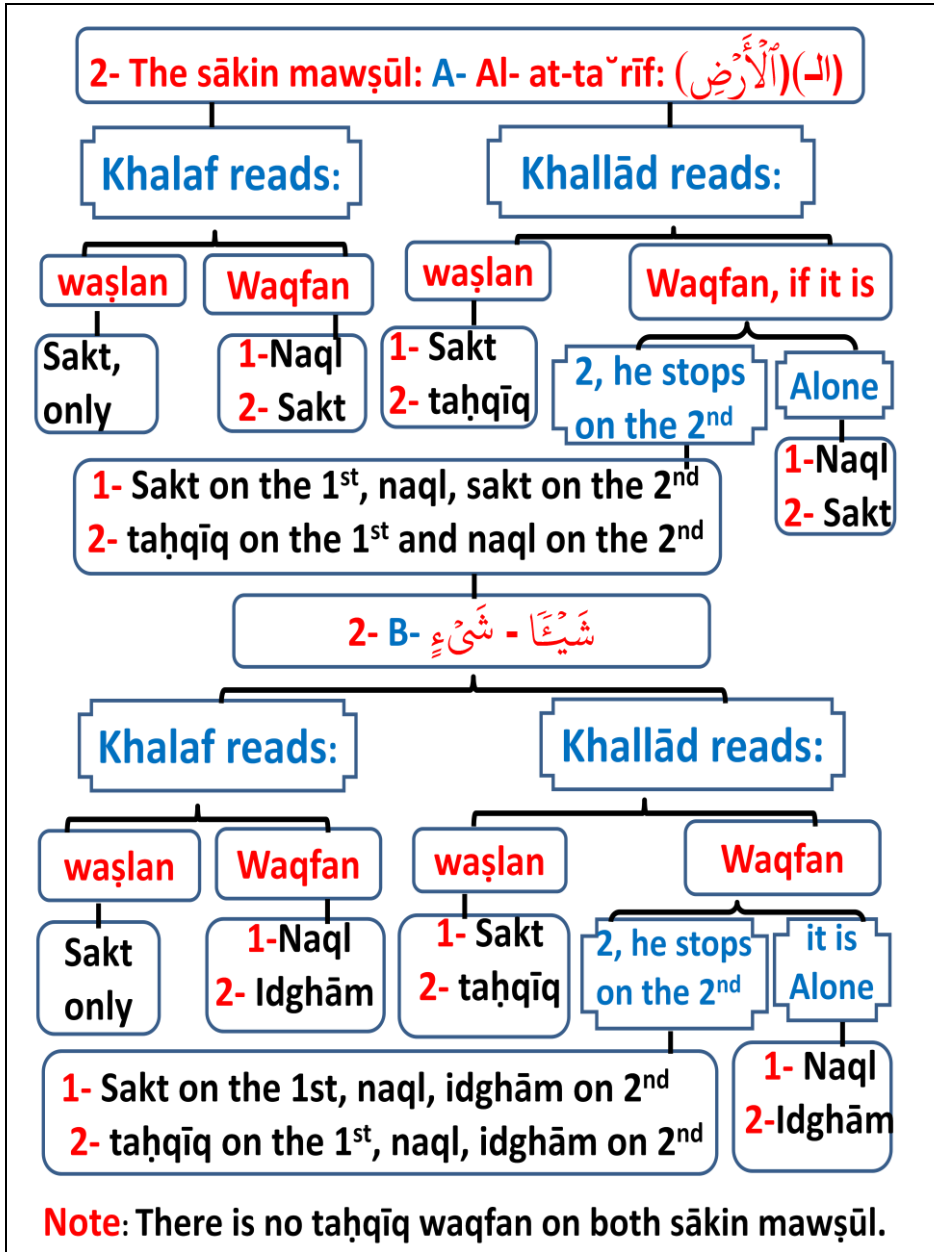 2- The sākin mawṣūl: A- Al- at-ta˘rīf: (ٱلۡأَرۡضِ)(الـ)
Khalaf reads:
Khallād reads:
waṣlan
Waqfan
waṣlan
Waqfan, if it is
Sakt,
only
1-Naql
2- Sakt
1- Sakt
2- taḥqīq
2, he stops
on the 2nd
Alone
1-Naql
2- Sakt
1- Sakt on the 1st, naql, sakt on the 2nd
2- taḥqīq on the 1st and naql on the 2nd
2- B- شَيۡـًٔا - شَيۡءٍ
Khalaf reads:
Khallād reads:
waṣlan
Waqfan
waṣlan
Waqfan
Sakt
only
1-Naql
2- Idghām
1- Sakt
2- taḥqīq
2, he stops
on the 2nd
it is
Alone
1- Naql
2-Idghām
1- Sakt on the 1st, naql, idghām on 2nd
2- taḥqīq on the 1st, naql, idghām on 2nd
Note: There is no taḥqīq waqfan on both sākin mawṣūl.